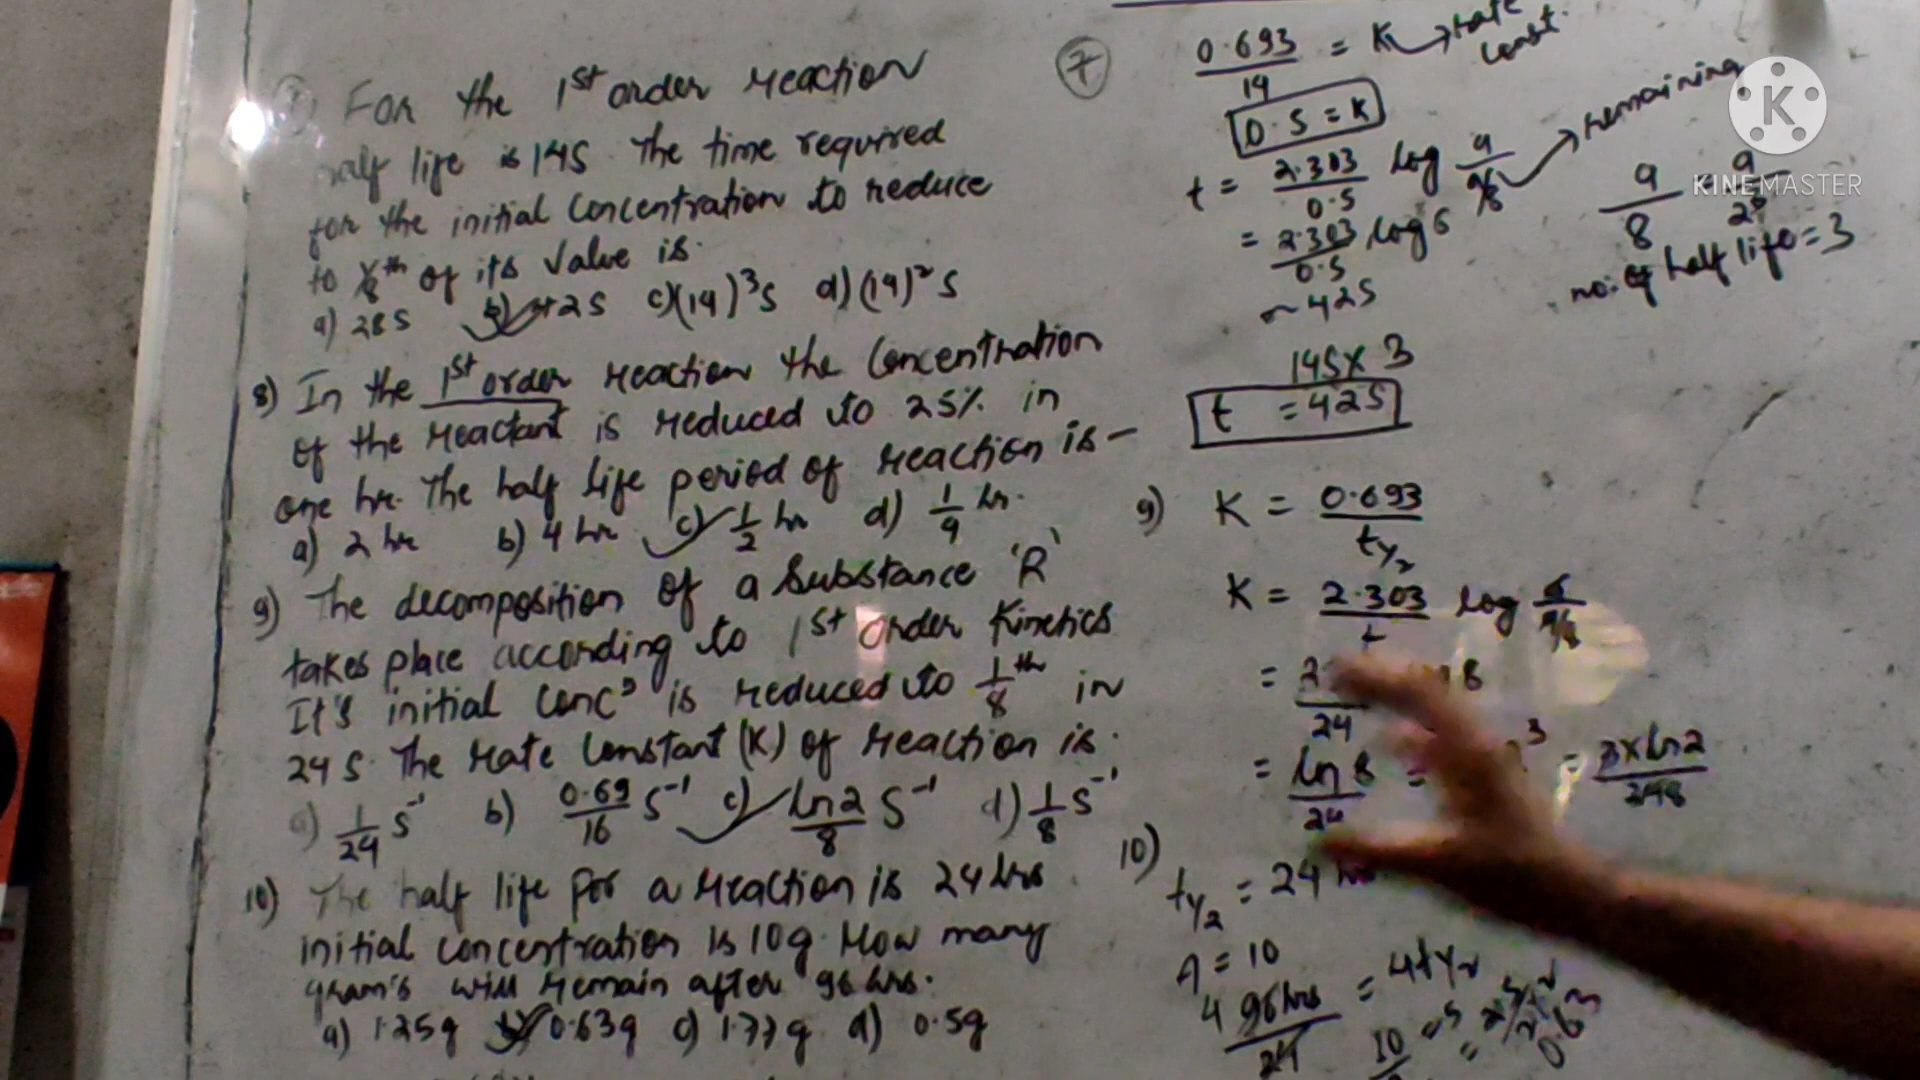 For the 1st order reaction
half life is 14S. The time required
for the initial concentration to reduce
to 1/8th of its value is.
a) 28S b) 42S c) (14)³S d) (14)²S
8) In the 1st order reaction the concentration
of the reactant is reduced to 25% in
one hr. The half life period of reaction is -
a) 2 hr b) 4 hr c) 1/2 hr d) 1/4 hr.
9) The decomposition of a Substance 'R'
takes place according to 1st order Kinetics
It's initial conc³ is reduced to 1/8th in
24 S. The rate constant (K) of reaction is.
a) 1/24 S⁻¹ b) 0.69/16 S⁻¹ c) ln2/8 S⁻¹ d) 1/8 S⁻¹
10) The half life for a reaction is 24 hrs
initial concentration is 10g. How many
gram's will remain after 96 hrs.
a) 1.25g b) 0.63g c) 1.77g d) 0.5g
7 0.693/14 = K → rate const.
0.5 = K
t = 2.303/0.5 log a/a/8 → remaining
= 2.303/0.5 log
~ 42S
a/8 = a/2³
no. of half life = 3
14S x 3
t = 42S
9) K = 0.693/t1/2
K = 2.303/t log
24
= ln 8/24 = 3 = 3xln2/248
10) t1/2 = 24
A = 10
4 96hrs/24 = 4t1/2
10
0.63
K
KINEMASTER